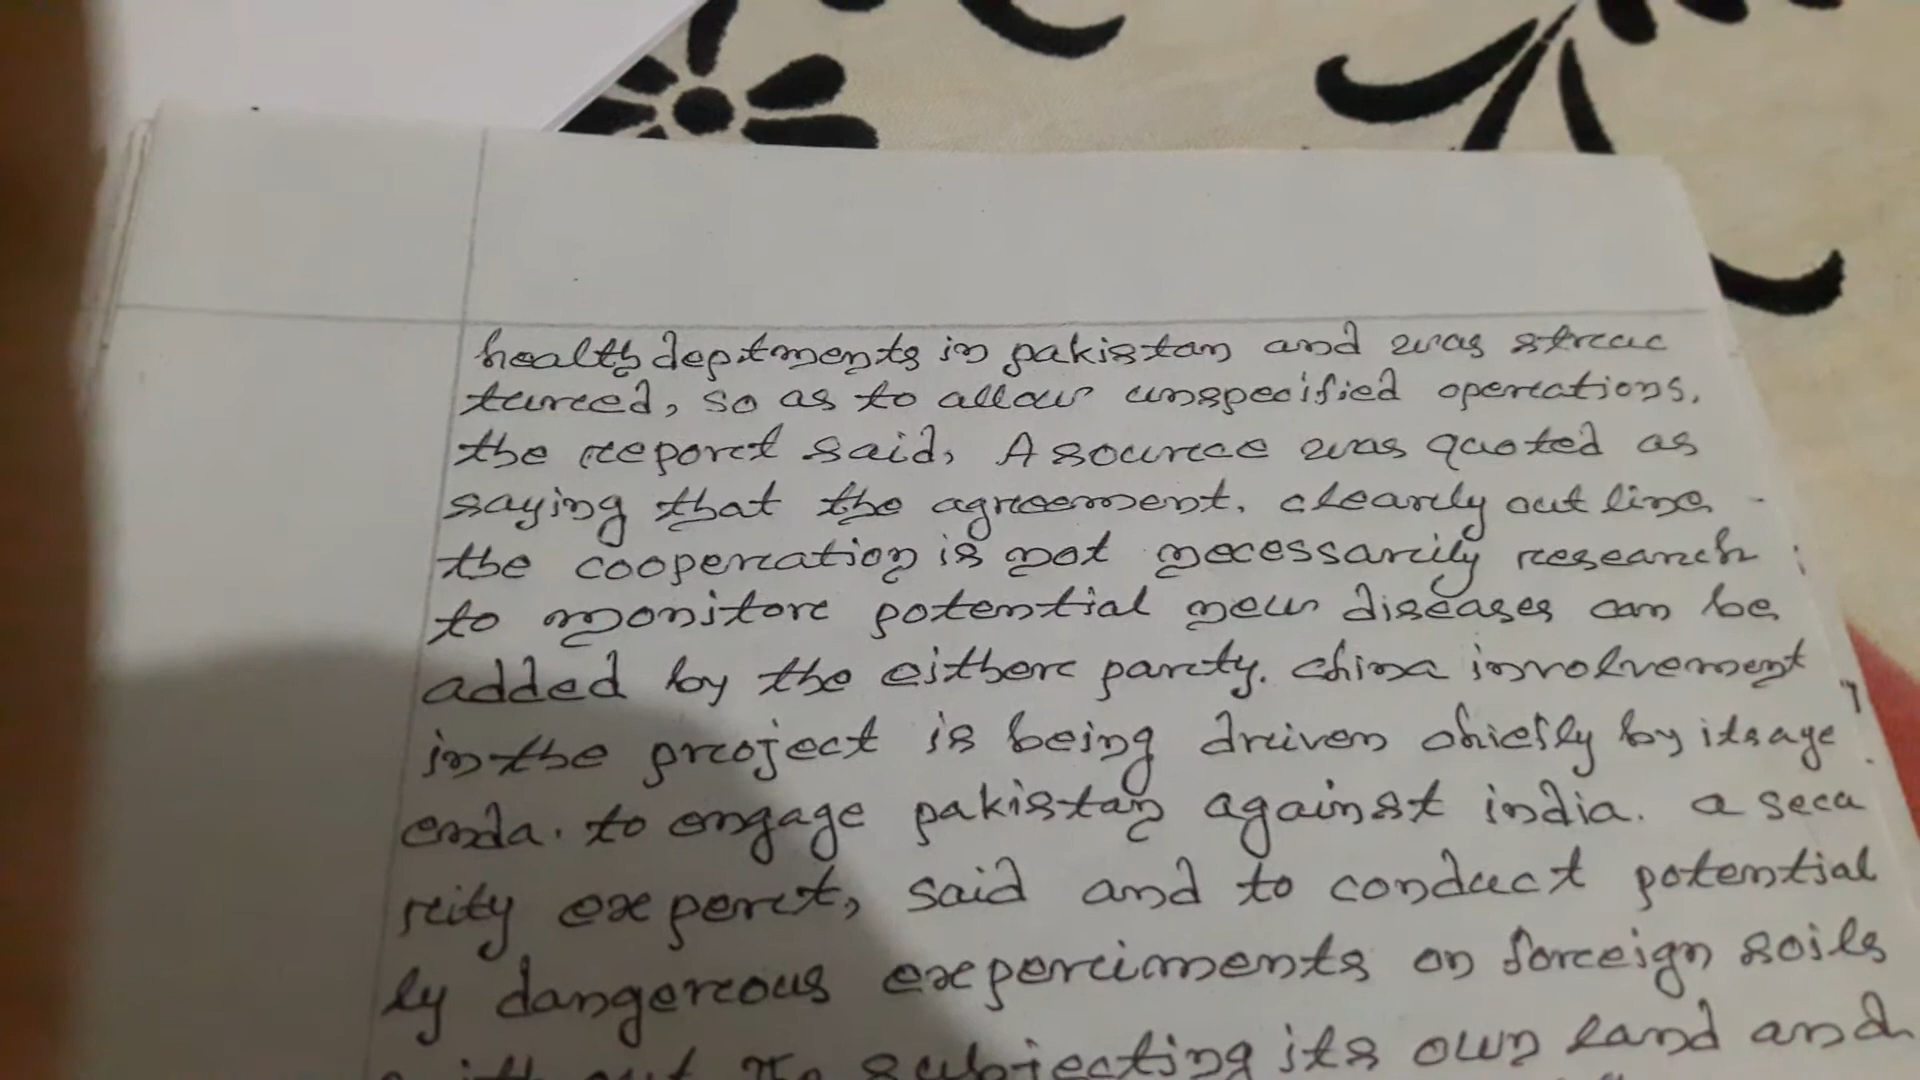 health deptments in pakistan and was struc
tured, so as to allow unspecified operations,
the report said, A source was quoted as
saying that the agreement. clearly out line
the cooperation is not necessarily research
to monitor potential new diseases can be
added by the either party. china involvement
in the project is being driven chiefly by its age
enda. to engage pakistan against india. a secu
rity expert, said and to conduct potential
ly dangerous experiments on foreign soils
subjecting its own land and